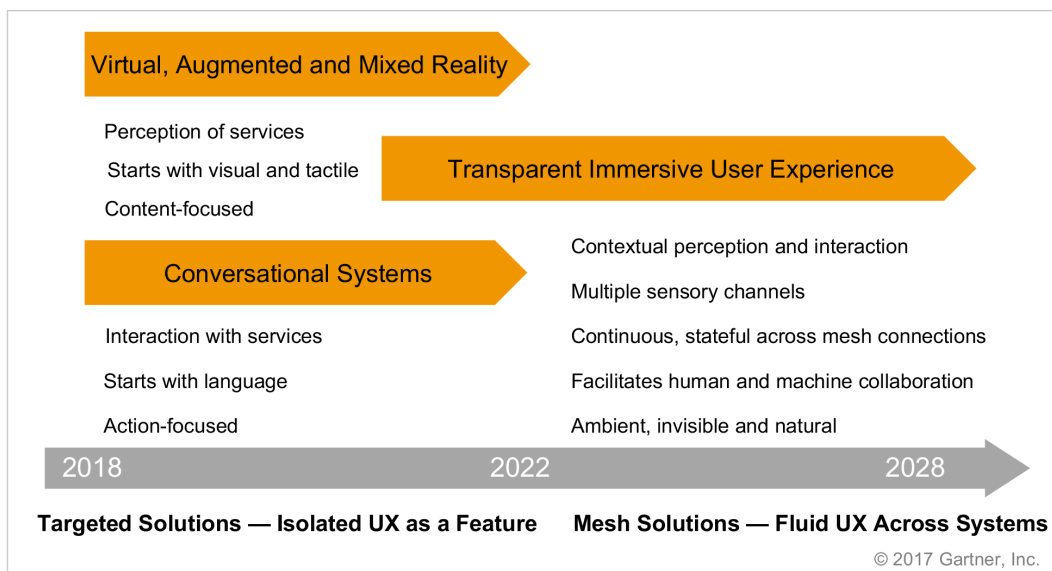 Virtual, Augmented and Mixed Reality
Perception of services
Starts with visual and tactile
Content-focused
Transparent Immersive User Experience
Conversational Systems
Interaction with services
Starts with language
Action-focused
Contextual perception and interaction
Multiple sensory channels
Continuous, stateful across mesh connections
Facilitates human and machine collaboration
Ambient, invisible and natural
2018 2022 2028
Targeted Solutions — Isolated UX as a Feature
Mesh Solutions — Fluid UX Across Systems
© 2017 Gartner, Inc.